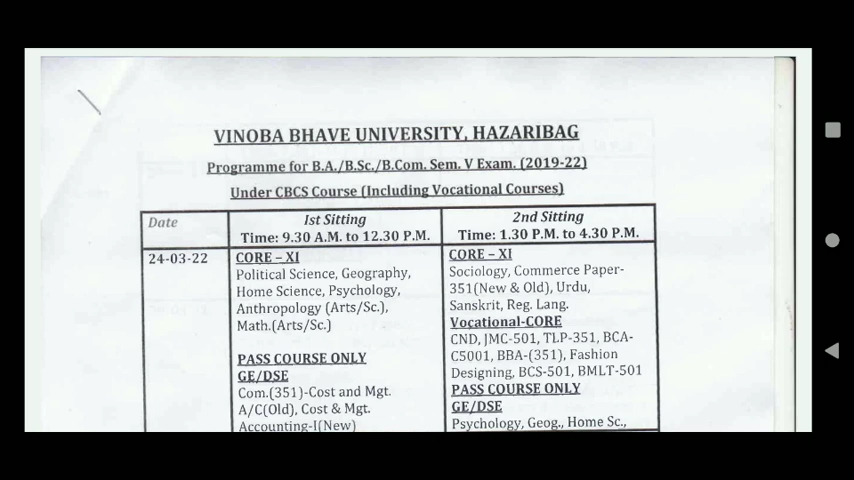 VINOBA BHAVE UNIVERSITY, HAZARIBAG
Programme for B.A./B.Sc./B.Com. Sem. V Exam. (2019-22)
Under CBCS Course (Including Vocational Courses)
Date
1st Sitting
Time: 9.30 A.M. to 12.30 P.M.
2nd Sitting
Time: 1.30 P.M. to 4.30 P.M.
24-03-22
CORE – XI
Political Science, Geography,
Home Science, Psychology,
Anthropology (Arts/Sc.),
Math.(Arts/Sc.)
PASS COURSE ONLY
GE/DSE
Com.(351)-Cost and Mgt.
A/C(Old), Cost & Mgt.
Accounting-I(New)
CORE – XI
Sociology, Commerce Paper-
351(New & Old), Urdu,
Sanskrit, Reg. Lang.
Vocational-CORE
CND, JMC-501, TLP-351, BCA-
C5001, BBA-(351), Fashion
Designing, BCS-501, BMLT-501
PASS COURSE ONLY
GE/DSE
Psychology, Geog., Home Sc.,